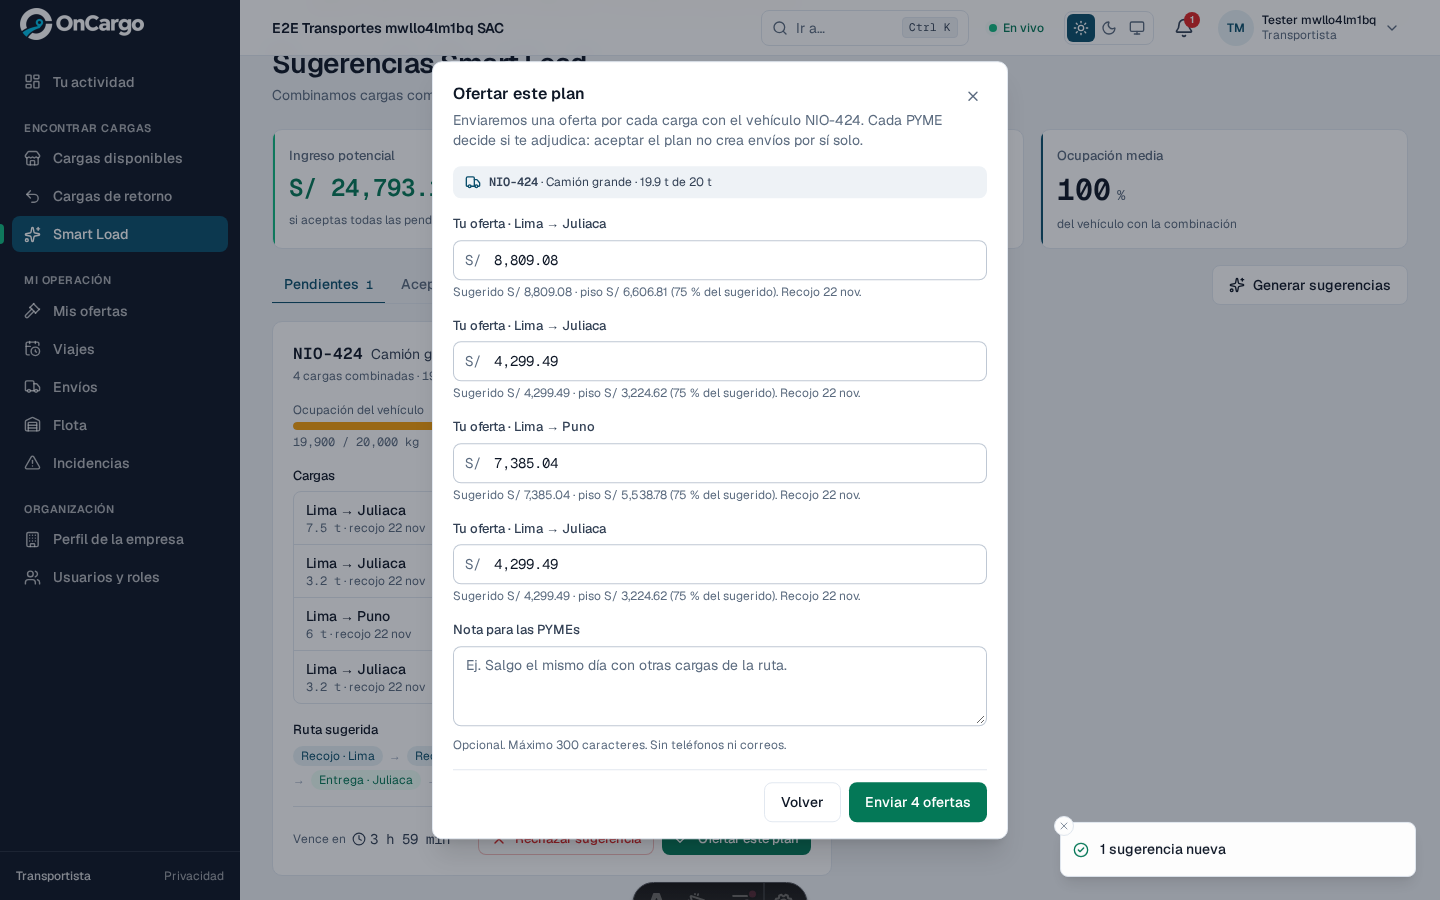 OnCargo
Tu actividad
ENCONTRAR CARGAS
Cargas disponibles
Cargas de retorno
Smart Load
MI OPERACIÓN
Mis ofertas
Viajes
Envíos
Flota
Incidencias
ORGANIZACIÓN
Perfil de la empresa
Usuarios y roles
Transportista
Privacidad
E2E Transportes mwllo4lm1bq SAC
Ir a...
Ctrl K
En vivo
1
TM
Tester mwllo4lm1bq
Transportista
Sugerencias Smart Load
Combinamos cargas com
Ingreso potencial
S/ 24,793.
si aceptas todas las pend
Ocupación media
100 %
del vehículo con la combinación
Pendientes 1
Acep
Generar sugerencias
NIO-424 Camión g
4 cargas combinadas · 19
Ocupación del vehículo
19,900 / 20,000 kg
Cargas
Lima → Juliaca
7.5 t · recojo 22 nov
Lima → Juliaca
3.2 t · recojo 22 nov
Lima → Puno
6 t · recojo 22 nov
Lima → Juliaca
3.2 t · recojo 22 nov
Ruta sugerida
Recojo · Lima → Rec
→ Entrega · Juliaca
Vence en 3 h 59 min
Rechazar sugerencia
Ofertar este plan
Ofertar este plan
Enviaremos una oferta por cada carga con el vehículo NIO-424. Cada PYME
decide si te adjudica: aceptar el plan no crea envíos por sí solo.
NIO-424 · Camión grande · 19.9 t de 20 t
Tu oferta · Lima → Juliaca
S/ 8,809.08
Sugerido S/ 8,809.08 · piso S/ 6,606.81 (75 % del sugerido). Recojo 22 nov.
Tu oferta · Lima → Juliaca
S/ 4,299.49
Sugerido S/ 4,299.49 · piso S/ 3,224.62 (75 % del sugerido). Recojo 22 nov.
Tu oferta · Lima → Puno
S/ 7,385.04
Sugerido S/ 7,385.04 · piso S/ 5,538.78 (75 % del sugerido). Recojo 22 nov.
Tu oferta · Lima → Juliaca
S/ 4,299.49
Sugerido S/ 4,299.49 · piso S/ 3,224.62 (75 % del sugerido). Recojo 22 nov.
Nota para las PYMEs
Ej. Salgo el mismo día con otras cargas de la ruta.
Opcional. Máximo 300 caracteres. Sin teléfonos ni correos.
Volver
Enviar 4 ofertas
1 sugerencia nueva